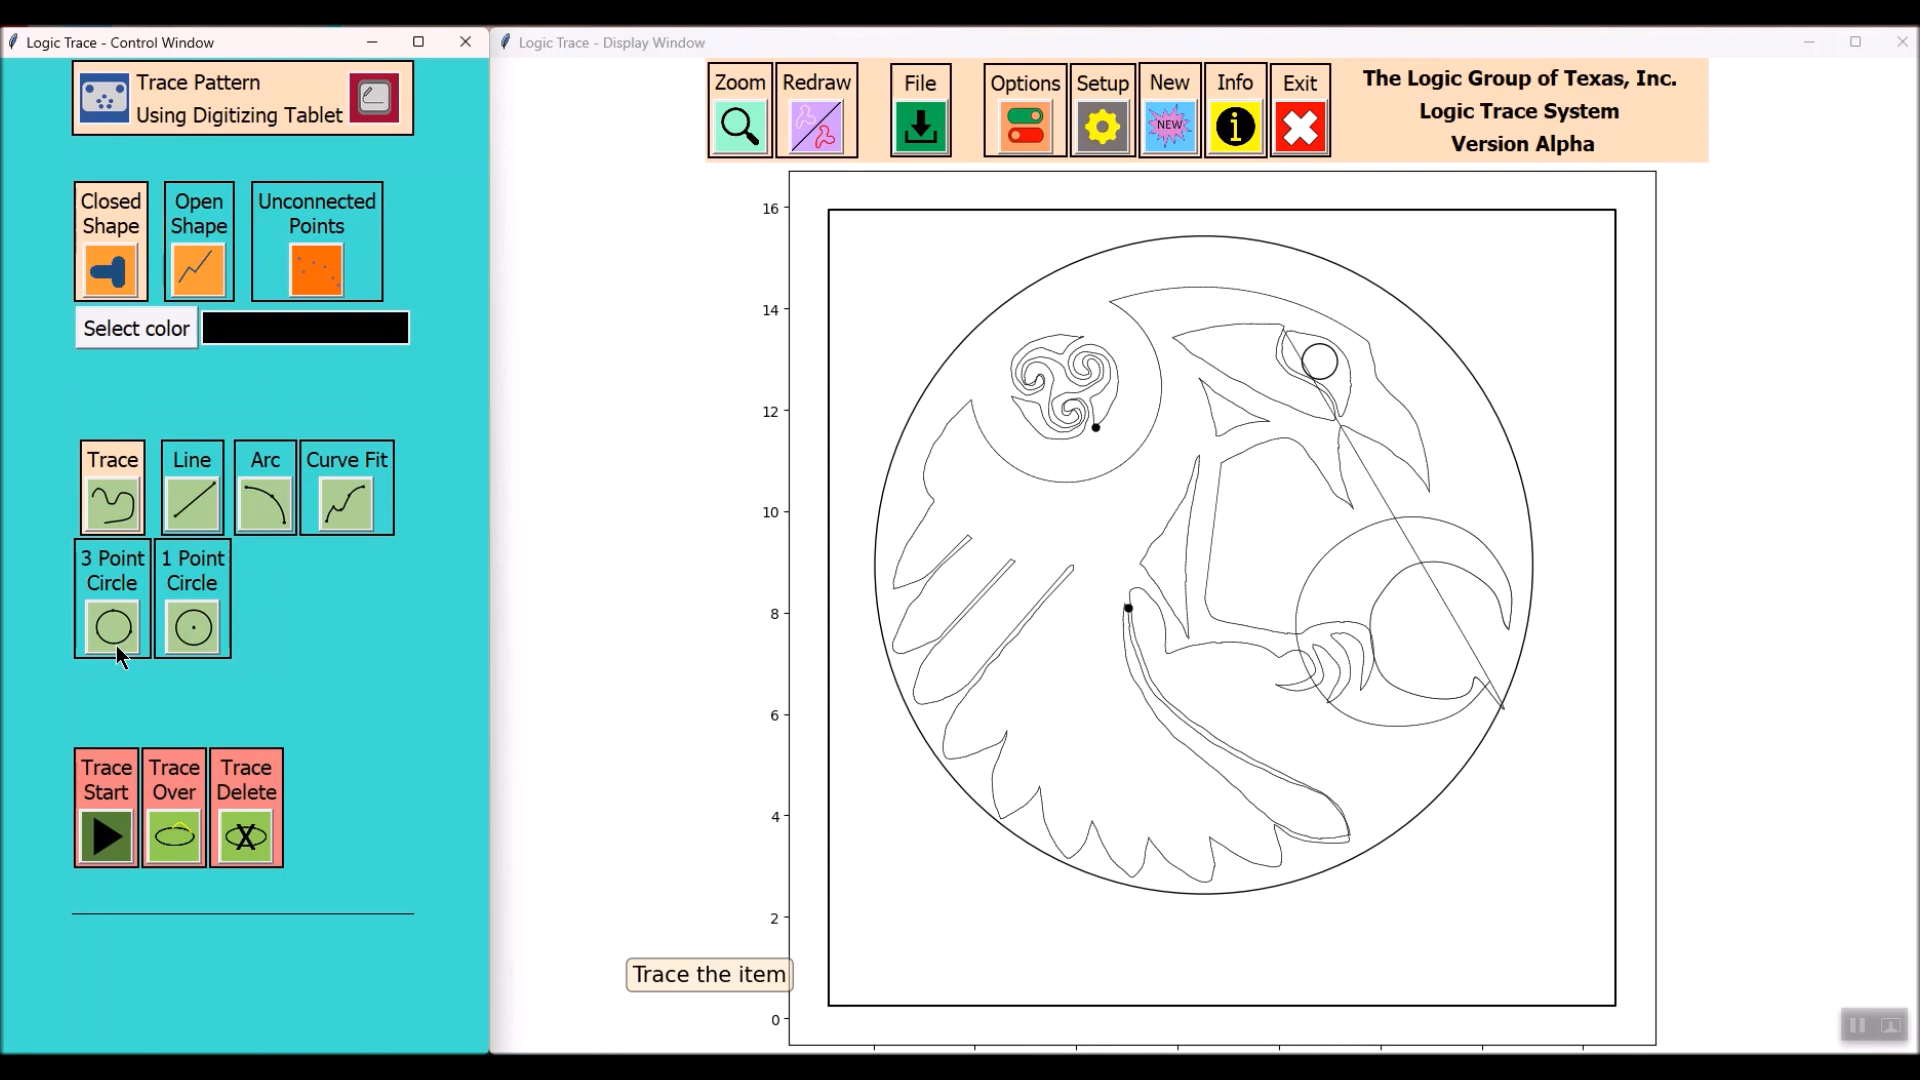 Logic Trace - Control Window
Trace Pattern
Using Digitizing Tablet
Closed Shape
Open Shape
Unconnected Points
Select color
Trace
Line
Arc
Curve Fit
3 Point Circle
1 Point Circle
Trace Start
Trace Over
Trace Delete
Logic Trace - Display Window
Zoom
Redraw
File
Options
Setup
New
NEW
Info
i
Exit
The Logic Group of Texas, Inc.
Logic Trace System
Version Alpha
16
14
12
10
8
6
4
2
0
Trace the item